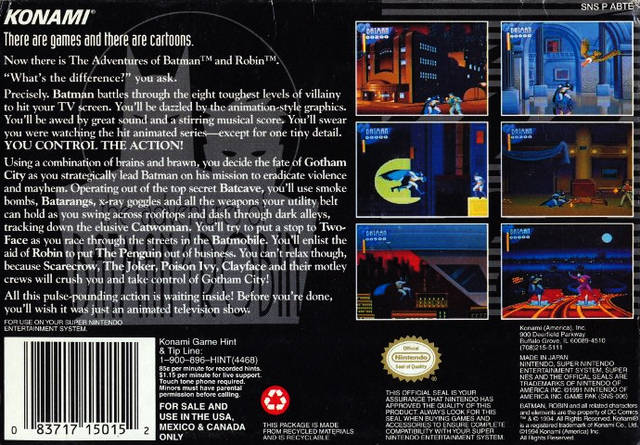 KONAMI®
SNS P ABTE
There are games and there are cartoons.
Now there is The Adventures of Batman™ and Robin™.
“What's the difference?” you ask.
Precisely. Batman battles through the eight toughest levels of villainy
to hit your TV screen. You'll be dazzled by the animation-style graphics.
You'll be awed by great sound and a stirring musical score. You'll swear
you were watching the hit animated series—except for one tiny detail.
YOU CONTROL THE ACTION!
Using a combination of brains and brawn, you decide the fate of Gotham
City as you strategically lead Batman on his mission to eradicate violence
and mayhem. Operating out of the top secret Batcave, you'll use smoke
bombs, Batarangs, x-ray goggles and all the weapons your utility belt
can hold as you swing across rooftops and dash through dark alleys,
tracking down the elusive Catwoman. You'll try to put a stop to Two-
Face as you race through the streets in the Batmobile. You'll enlist the
aid of Robin to put The Penguin out of business. You can't relax though,
because Scarecrow, The Joker, Poison Ivy, Clayface and their motley
crews will crush you and take control of Gotham City!
All this pulse-pounding action is waiting inside! Before you're done,
you'll wish it was just an animated television show.
FOR USE ON YOUR SUPER NINTENDO
ENTERTAINMENT SYSTEM.
BATMAN
BATMAN
BATMAN
BATMAN
BATMAN
BATMAN
0 83717 15015 2
Konami Game Hint
& Tip Line:
1-900-896-HINT(4468)
85¢ per minute for recorded hints.
$1.15 per minute for live support.
Touch tone phone required.
Minors must have parental
permission before calling.
FOR SALE AND
USE IN THE USA,
MEXICO & CANADA
ONLY
THIS PACKAGE IS MADE
FROM RECYCLED MATERIALS
AND IS RECYCLABLE.
Official
Nintendo
Seal of Quality
THIS OFFICIAL SEAL IS YOUR
ASSURANCE THAT NINTENDO HAS
APPROVED THE QUALITY OF THIS
PRODUCT. ALWAYS LOOK FOR THIS
SEAL WHEN BUYING GAMES AND
ACCESSORIES TO ENSURE COMPLETE
COMPATIBILITY WITH YOUR SUPER
NINTENDO ENTERTAINMENT SYSTEM.
Konami (America), Inc.
900 Deerfield Parkway
Buffalo Grove, IL 60089-4510
(708)215-5111
MADE IN JAPAN
NINTENDO, SUPER NINTENDO
ENTERTAINMENT SYSTEM, SUPER
NES AND THE OFFICIAL SEALS ARE
TRADEMARKS OF NINTENDO OF
AMERICA INC. ©1991 NINTENDO OF
AMERICA INC. GAME PAK (SNS-006)
BATMAN, ROBIN and all related characters
and elements are the property of DC Comics
™ & © 1994. All Rights Reserved. Konami®
is a registered trademark of Konami Co., Ltd.
©1994 Konami (America) Inc.
All Rights Reserved.